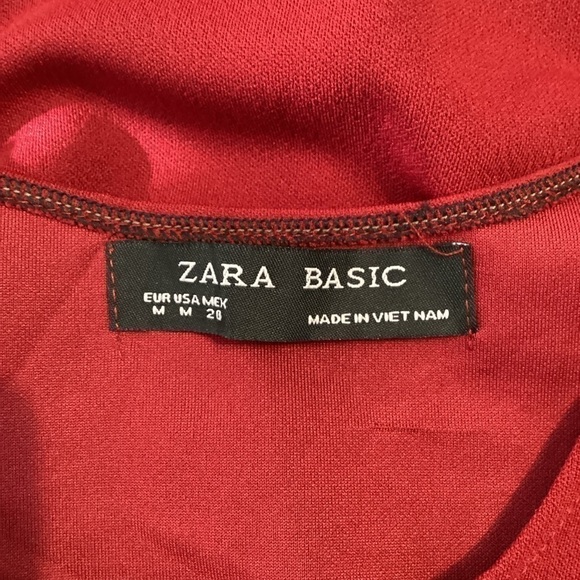 ZARA BASIC
EUR USA MEX
M M 28
MADE IN VIET NAM